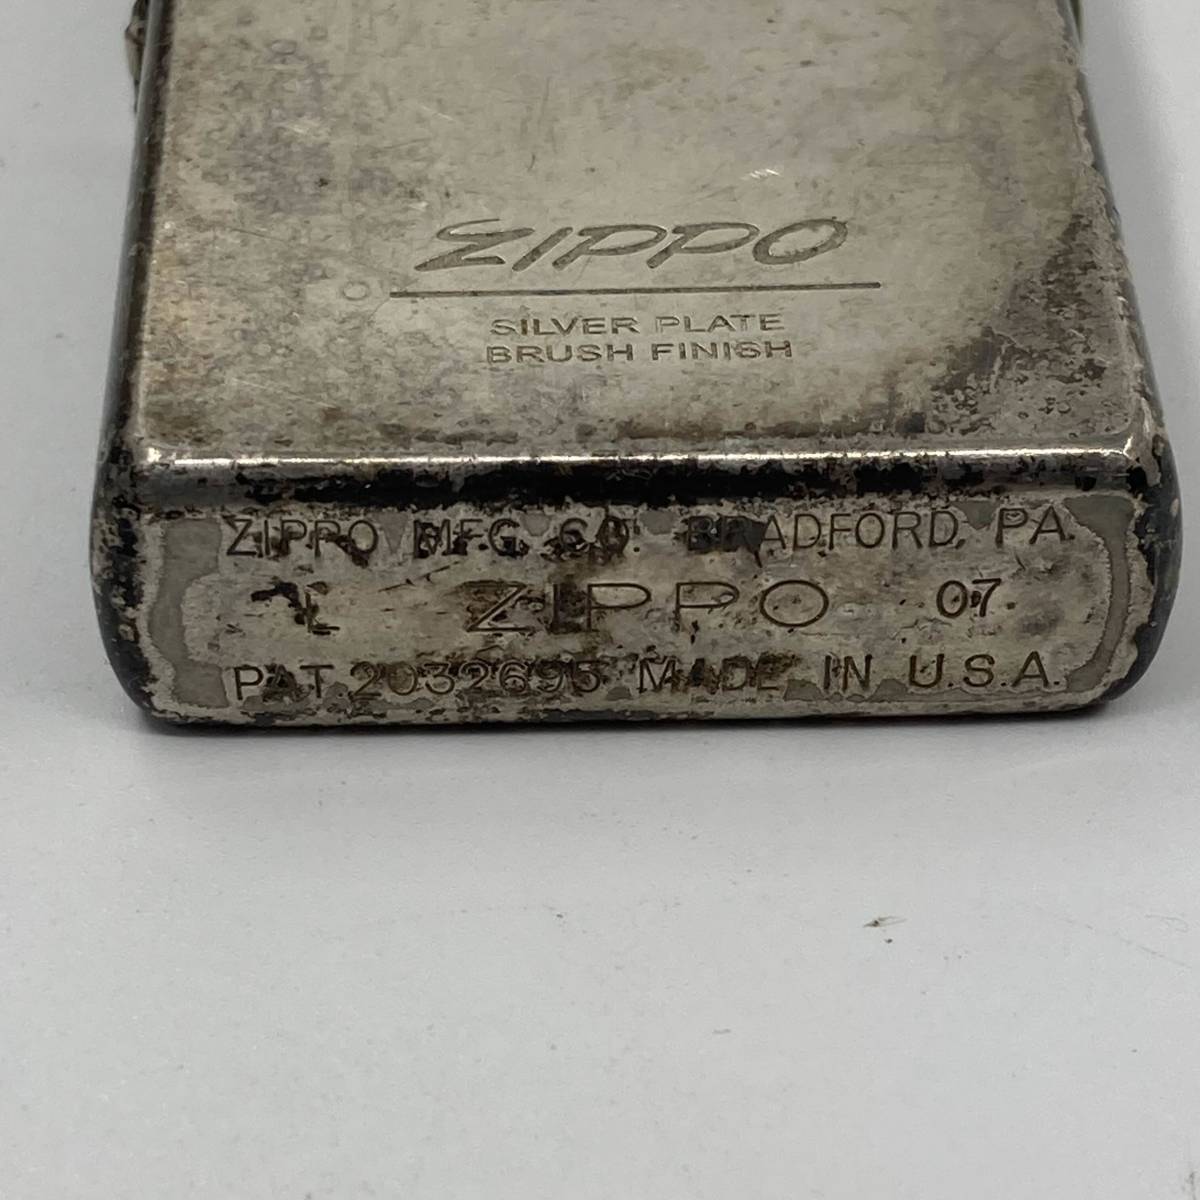 ZIPPO
SILVER PLATE
BRUSH FINISH
ZIPPO MFG. CO. BRADFORD, PA.
L ZIPPO 07
PAT. 2032695 MADE IN U.S.A.